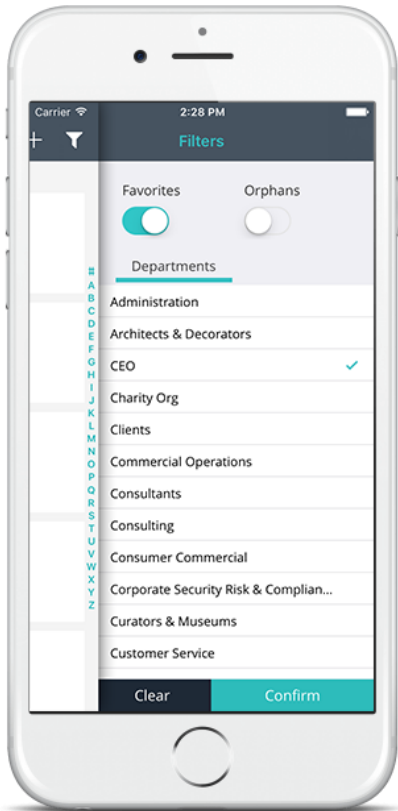 Carrier 2:28 PM
+ Filters
Favorites Orphans
Departments
#
A
B
C
D
E
F
G
H
I
J
K
L
M
N
O
P
Q
R
S
T
U
V
W
X
Y
Z
Administration
Architects & Decorators
CEO
Charity Org
Clients
Commercial Operations
Consultants
Consulting
Consumer Commercial
Corporate Security Risk & Complian...
Curators & Museums
Customer Service
Clear Confirm